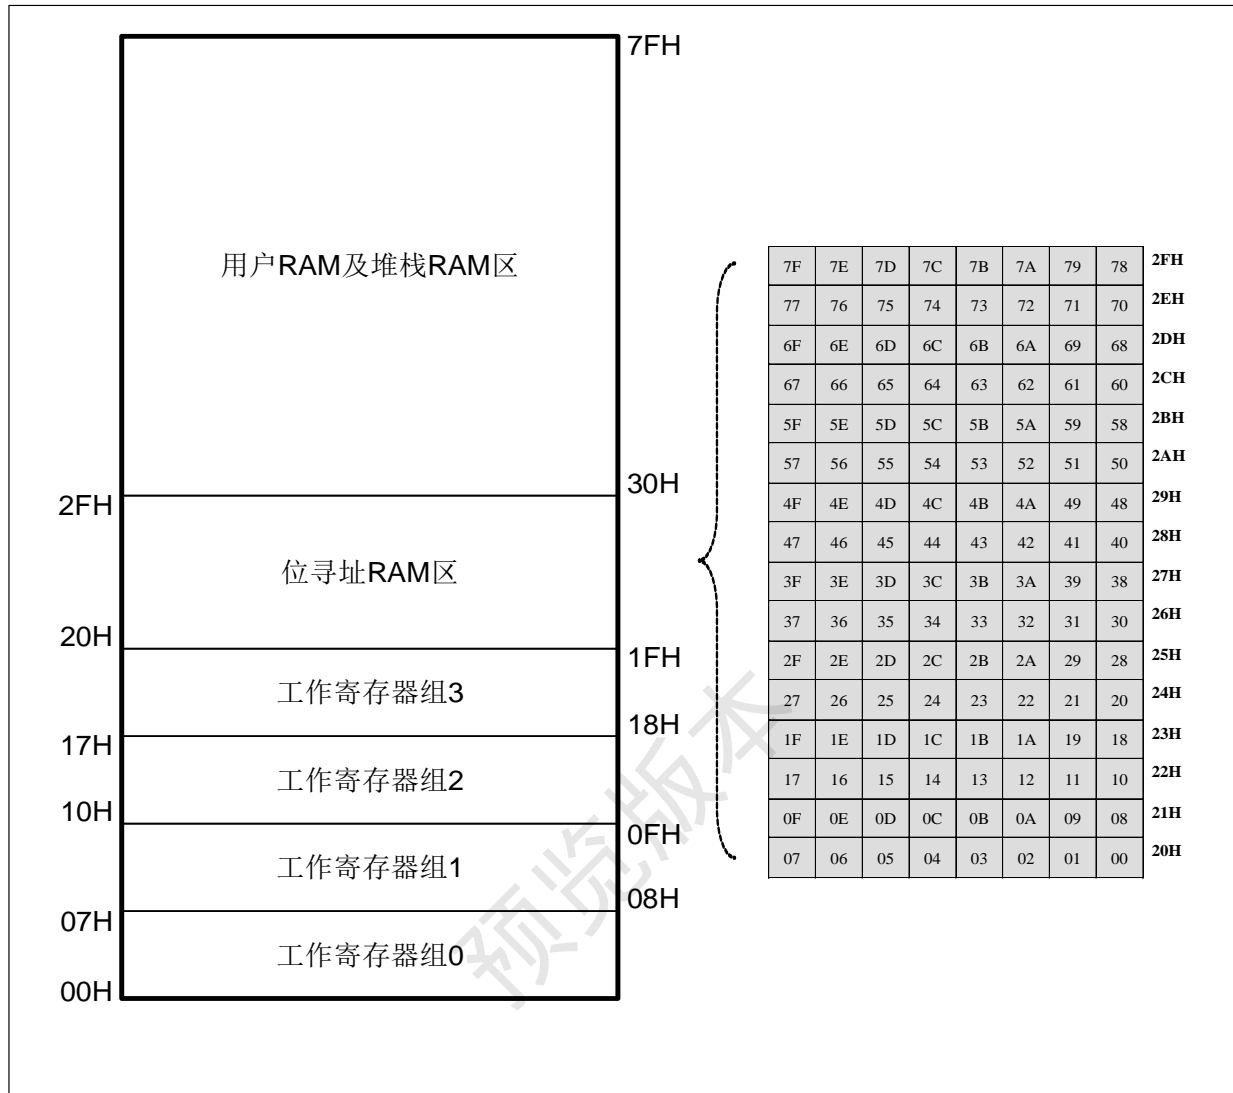 7FH
用户RAM及堆栈RAM区
30H
2FH
位寻址RAM区
20H
1FH
工作寄存器组3
18H
17H
工作寄存器组2
10H
0FH
工作寄存器组1
08H
07H
工作寄存器组0
00H
7F 7E 7D 7C 7B 7A 79 78 2FH
77 76 75 74 73 72 71 70 2EH
6F 6E 6D 6C 6B 6A 69 68 2DH
67 66 65 64 63 62 61 60 2CH
5F 5E 5D 5C 5B 5A 59 58 2BH
57 56 55 54 53 52 51 50 2AH
4F 4E 4D 4C 4B 4A 49 48 29H
47 46 45 44 43 42 41 40 28H
3F 3E 3D 3C 3B 3A 39 38 27H
37 36 35 34 33 32 31 30 26H
2F 2E 2D 2C 2B 2A 29 28 25H
27 26 25 24 23 22 21 20 24H
1F 1E 1D 1C 1B 1A 19 18 23H
17 16 15 14 13 12 11 10 22H
0F 0E 0D 0C 0B 0A 09 08 21H
07 06 05 04 03 02 01 00 20H
预览版本